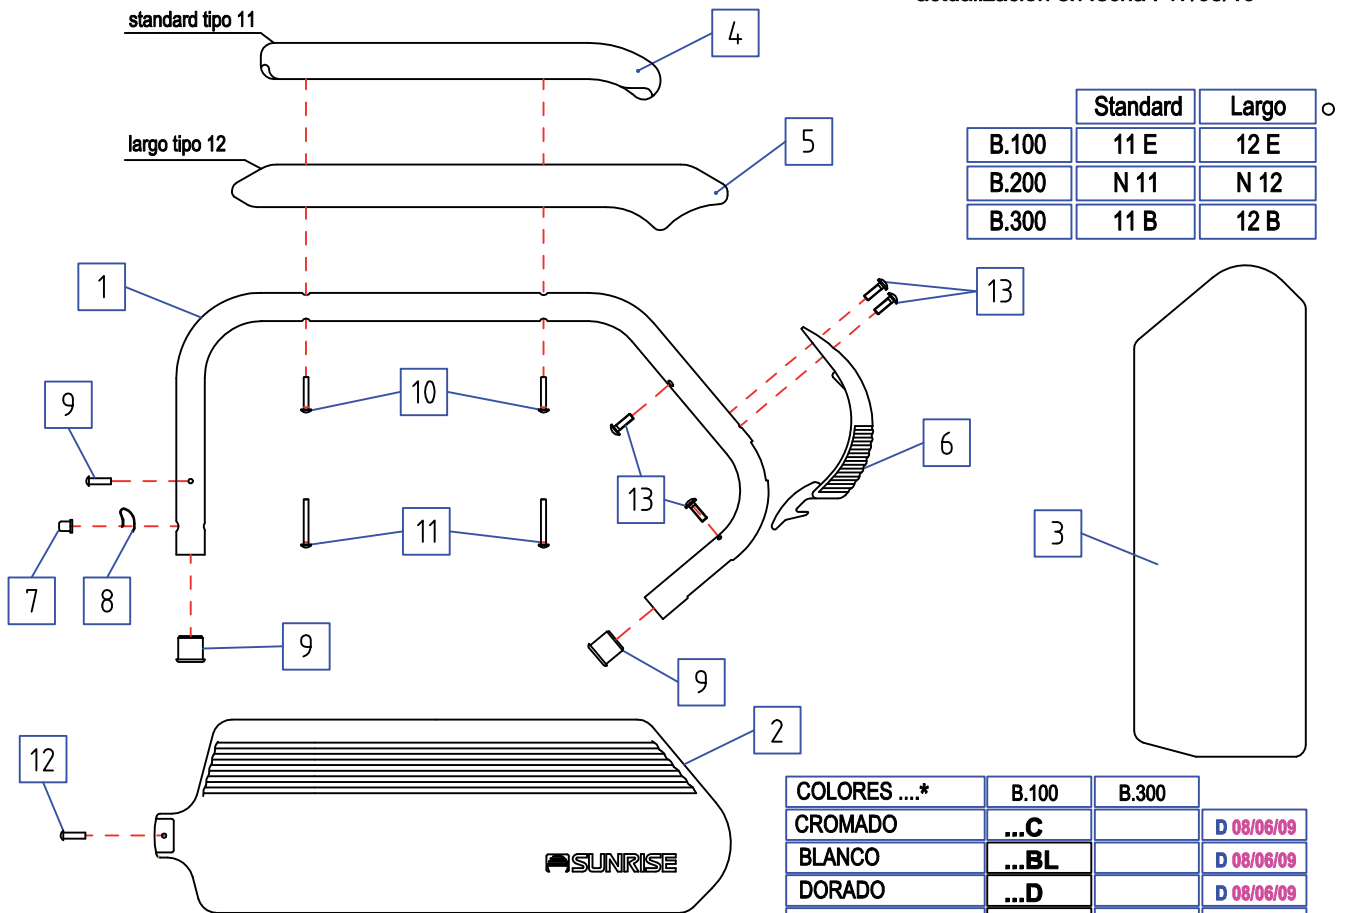 standard tipo 11
4
largo tipo 12
5
Standard Largo
B.100 11 E 12 E
B.200 N 11 N 12
B.300 11 B 12 B
1
13
9
10
6
13
11
3
7
8
9
9
2
12
SUNRISE
COLORES ....* B.100 B.300
CROMADO ...C D 08/06/09
BLANCO ...BL D 08/06/09
DORADO ...D D 08/06/09